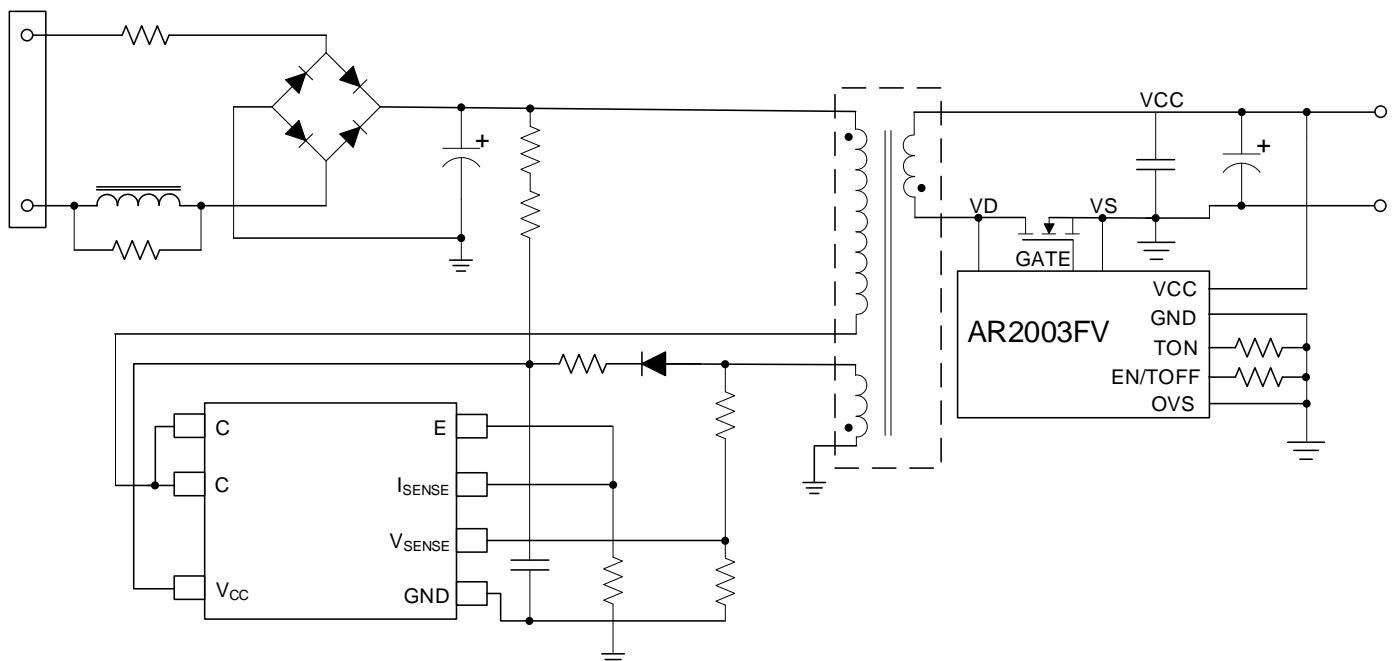 +
VCC
+
VD
VS
GATE
AR2003FV
VCC
GND
TON
EN/TOFF
OVS
C
C
VCC
E
ISENSE
VSENSE
GND